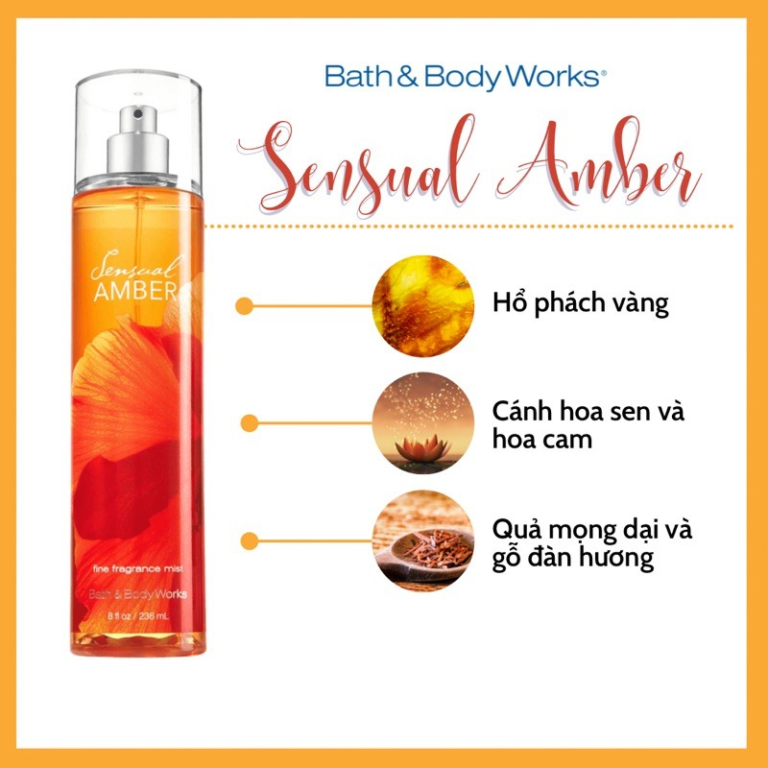 Bath & Body Works®
Sensual Amber
Sensual
AMBER
fine fragrance mist
Bath & Body Works
8 fl oz / 236 mL
Hổ phách vàng
Cánh hoa sen và
hoa cam
Quả mọng dại và
gỗ đàn hương